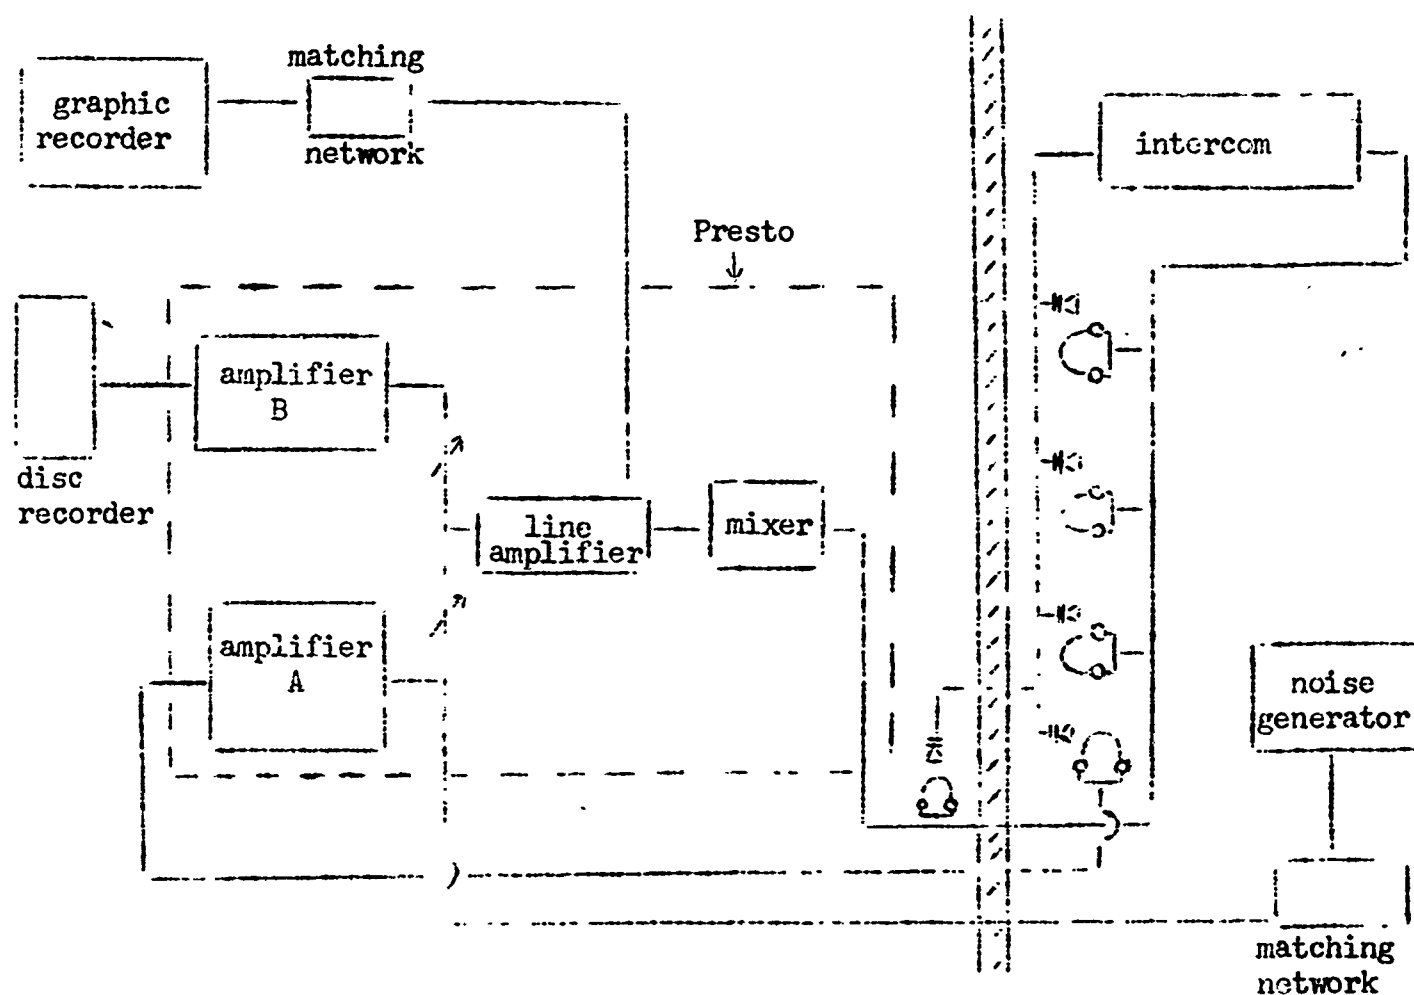 matching
network
graphic
recorder
intercom
Presto
amplifier
B
disc
recorder
line
amplifier
mixer
amplifier
A
noise
generator
matching
network